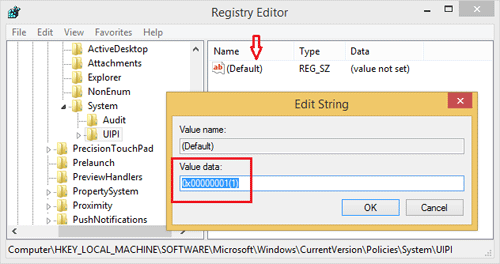 Registry Editor
File Edit View Favorites Help
ActiveDesktop
Attachments
Explorer
NonEnum
System
Audit
UIPI
PrecisionTouchPad
Prelaunch
PreviewHandlers
PropertySystem
Proximity
PushNotifications
Name Type Data
ab (Default) REG_SZ (value not set)
Edit String
Value name:
(Default)
Value data:
0x00000001(1)
OK Cancel
Computer\HKEY_LOCAL_MACHINE\SOFTWARE\Microsoft\Windows\CurrentVersion\Policies\System\UIPI